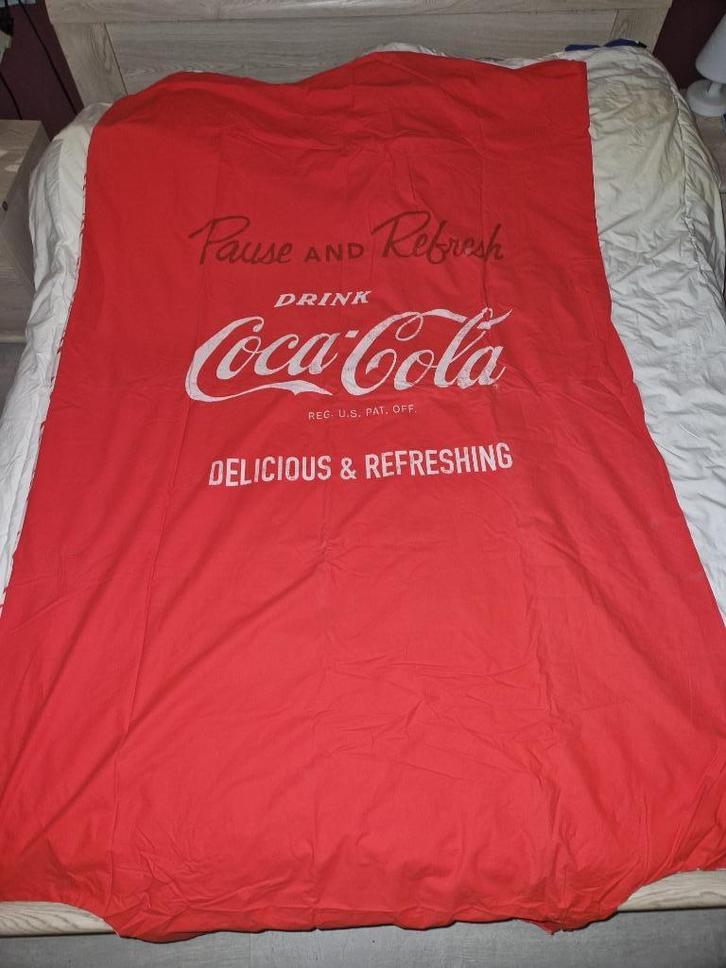 Pause AND Refresh
DRINK
Coca-Cola
REG. U.S. PAT. OFF.
DELICIOUS & REFRESHING